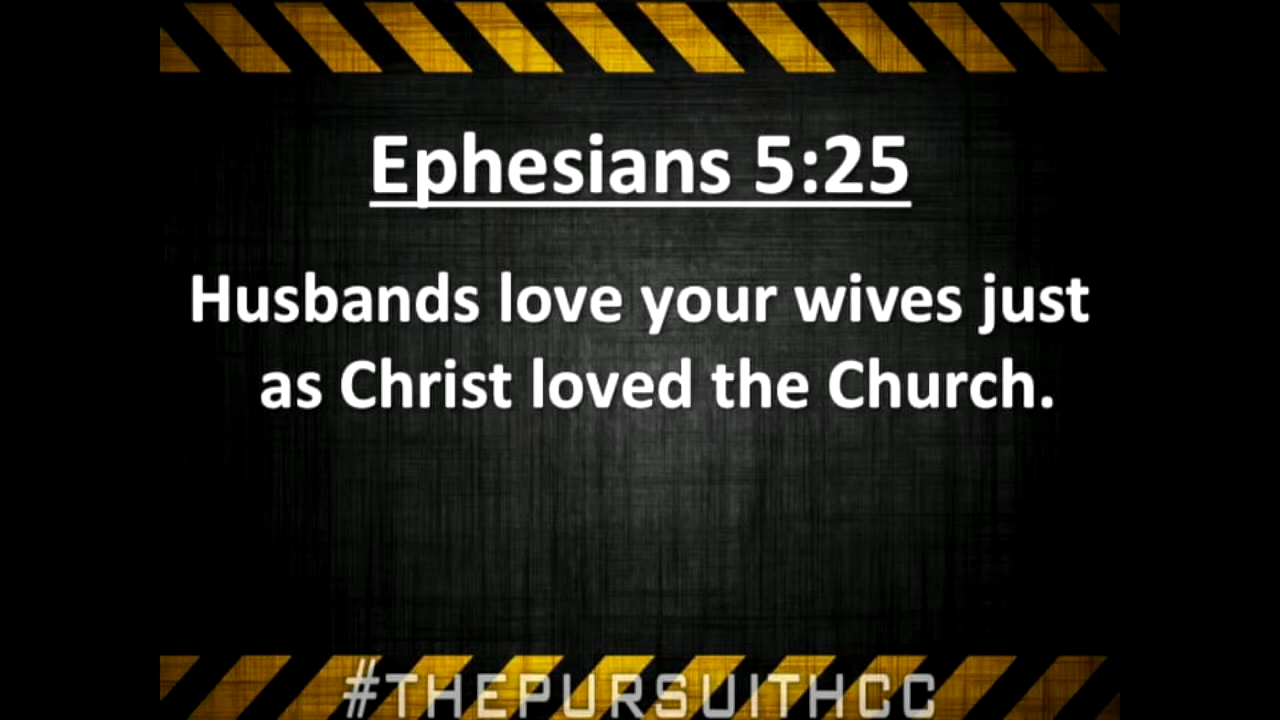 Ephesians 5:25
Husbands love your wives just
as Christ loved the Church.
#THEPURSUITHCC